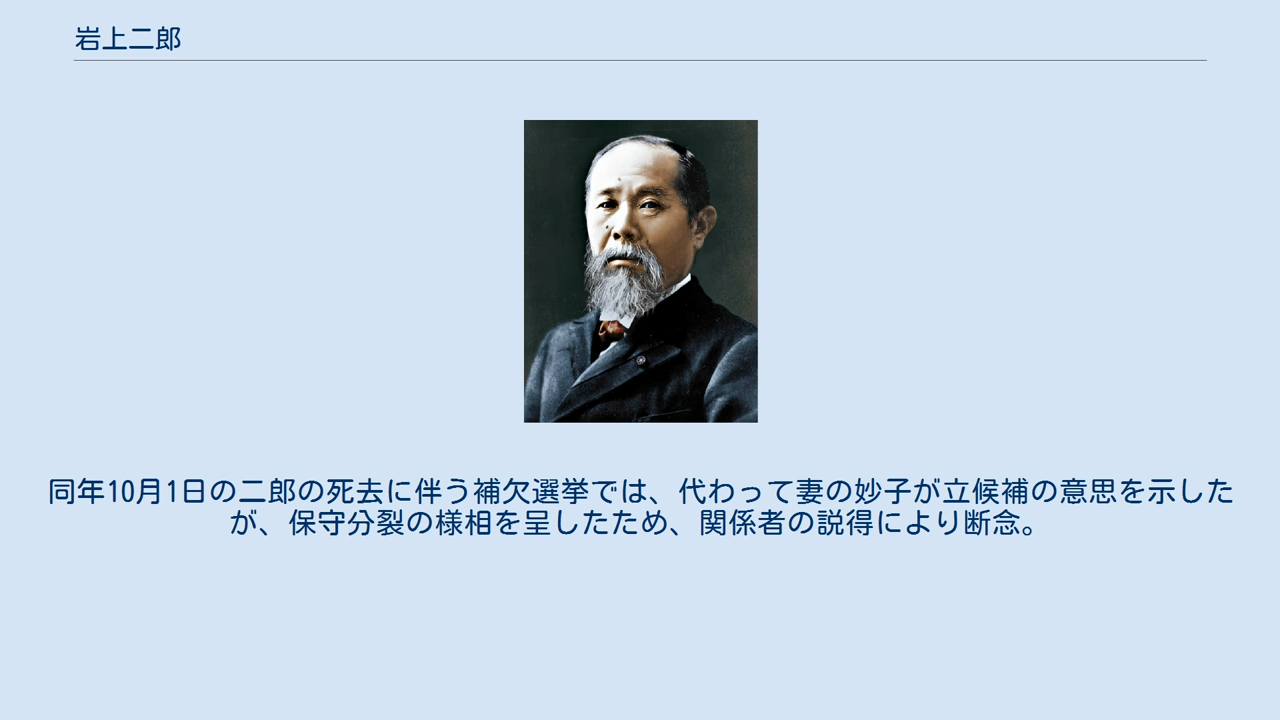 岩上二郎
同年10月1日の二郎の死去に伴う補欠選挙では、代わって妻の妙子が立候補の意思を示した
が、保守分裂の様相を呈したため、関係者の説得により断念。